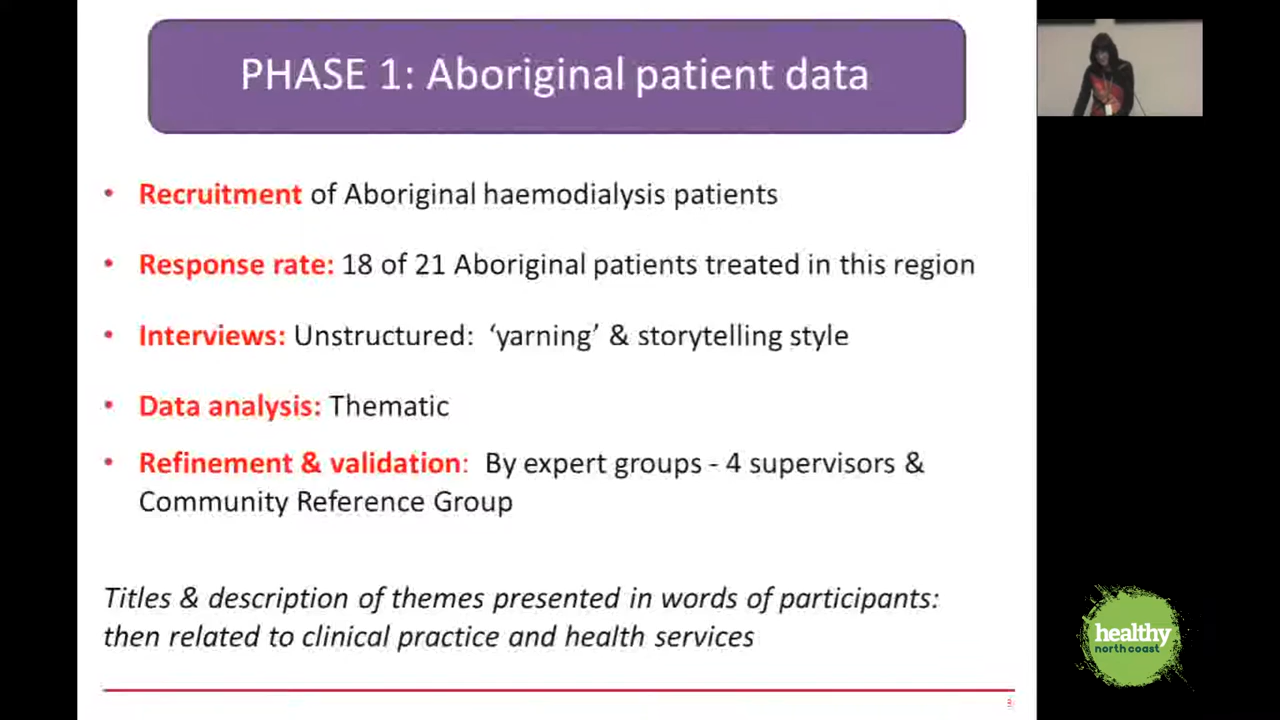 PHASE 1: Aboriginal patient data
• Recruitment of Aboriginal haemodialysis patients
• Response rate: 18 of 21 Aboriginal patients treated in this region
• Interviews: Unstructured: ‘yarning’ & storytelling style
• Data analysis: Thematic
• Refinement & validation: By expert groups - 4 supervisors &
Community Reference Group
Titles & description of themes presented in words of participants:
then related to clinical practice and health services
healthy
north coast